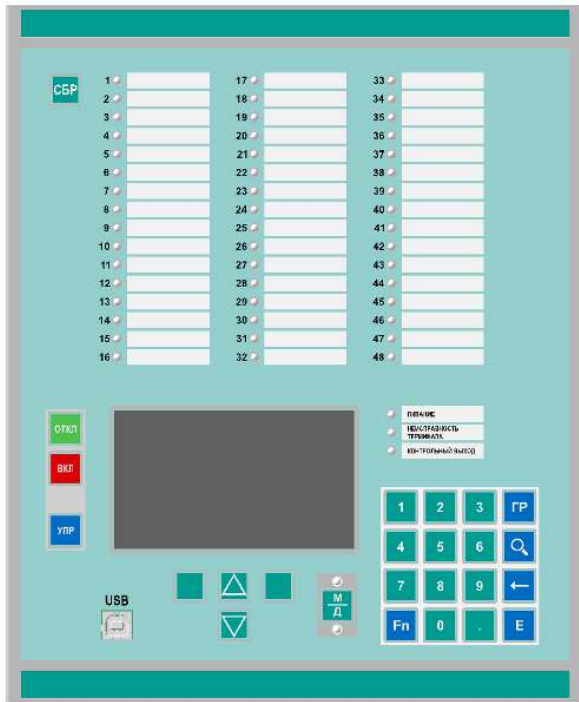 СБР
1 17 33
2 18 34
3 19 35
4 20 36
5 21 37
6 22 38
7 23 39
8 24 40
9 25 41
10 26 42
11 27 43
12 28 44
13 29 45
14 30 46
15 31 47
16 32 48
ПИТАНИЕ
НЕИСПРАВНОСТЬ
ТЕРМИНАЛА
КОНТРОЛЬНЫЙ ВЫХОД
ОТКЛ
ВКЛ
УПР
1 2 3 ГР
4 5 6
7 8 9 ←
Fn 0 . E
М
Д
USB